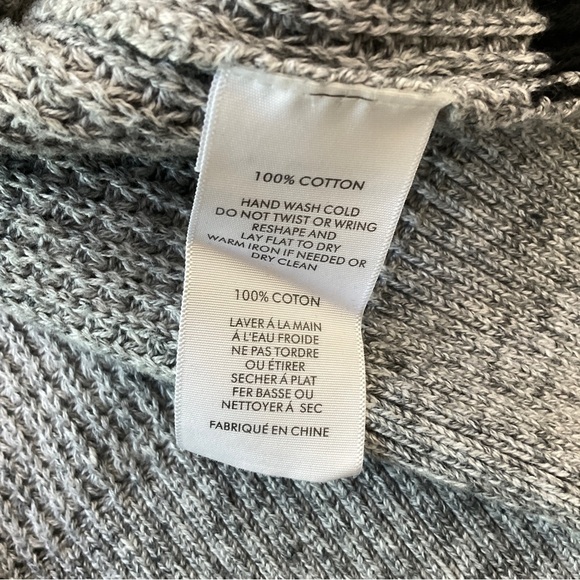 100% COTTON
HAND WASH COLD
DO NOT TWIST OR WRING
RESHAPE AND
LAY FLAT TO DRY
WARM IRON IF NEEDED OR
DRY CLEAN
100% COTON
LAVER Á LA MAIN
Á L'EAU FROIDE
NE PAS TORDRE
OU ÉTIRER
SECHER Á PLAT
FER BASSE OU
NETTOYER Á SEC
FABRIQUÉ EN CHINE